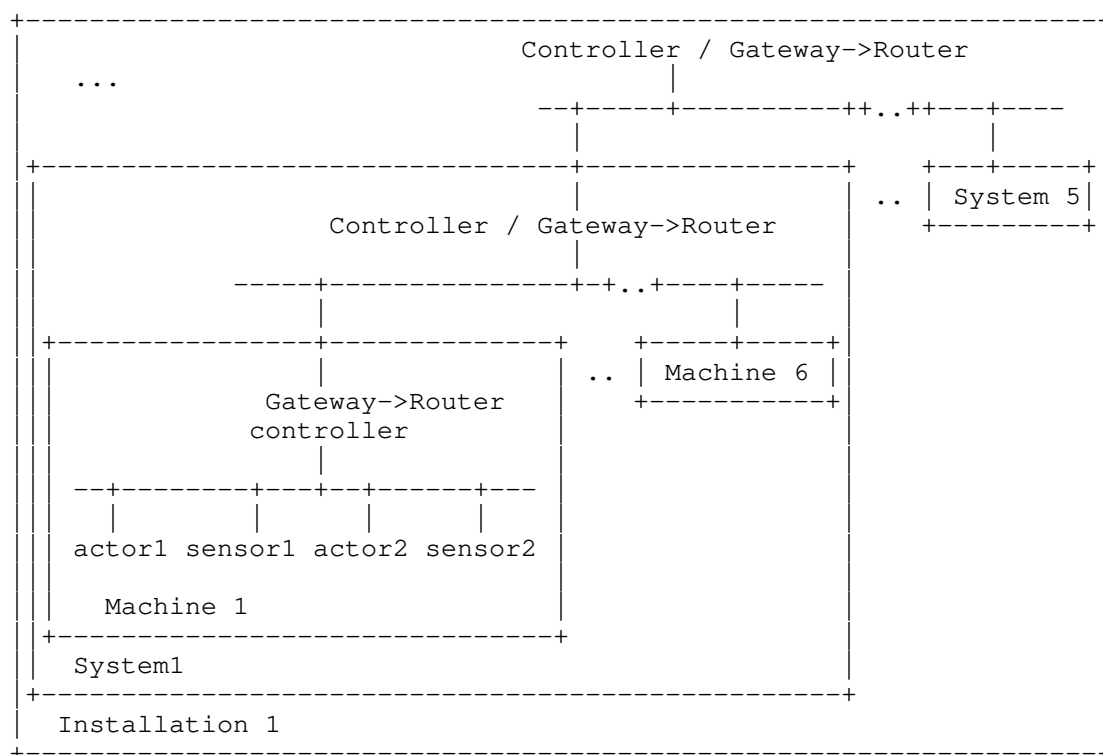 Controller / Gateway->Router
...
..
.. System 5
Controller / Gateway->Router
..
.. Machine 6
Gateway->Router
controller
actor1 sensor1 actor2 sensor2
Machine 1
System1
Installation 1